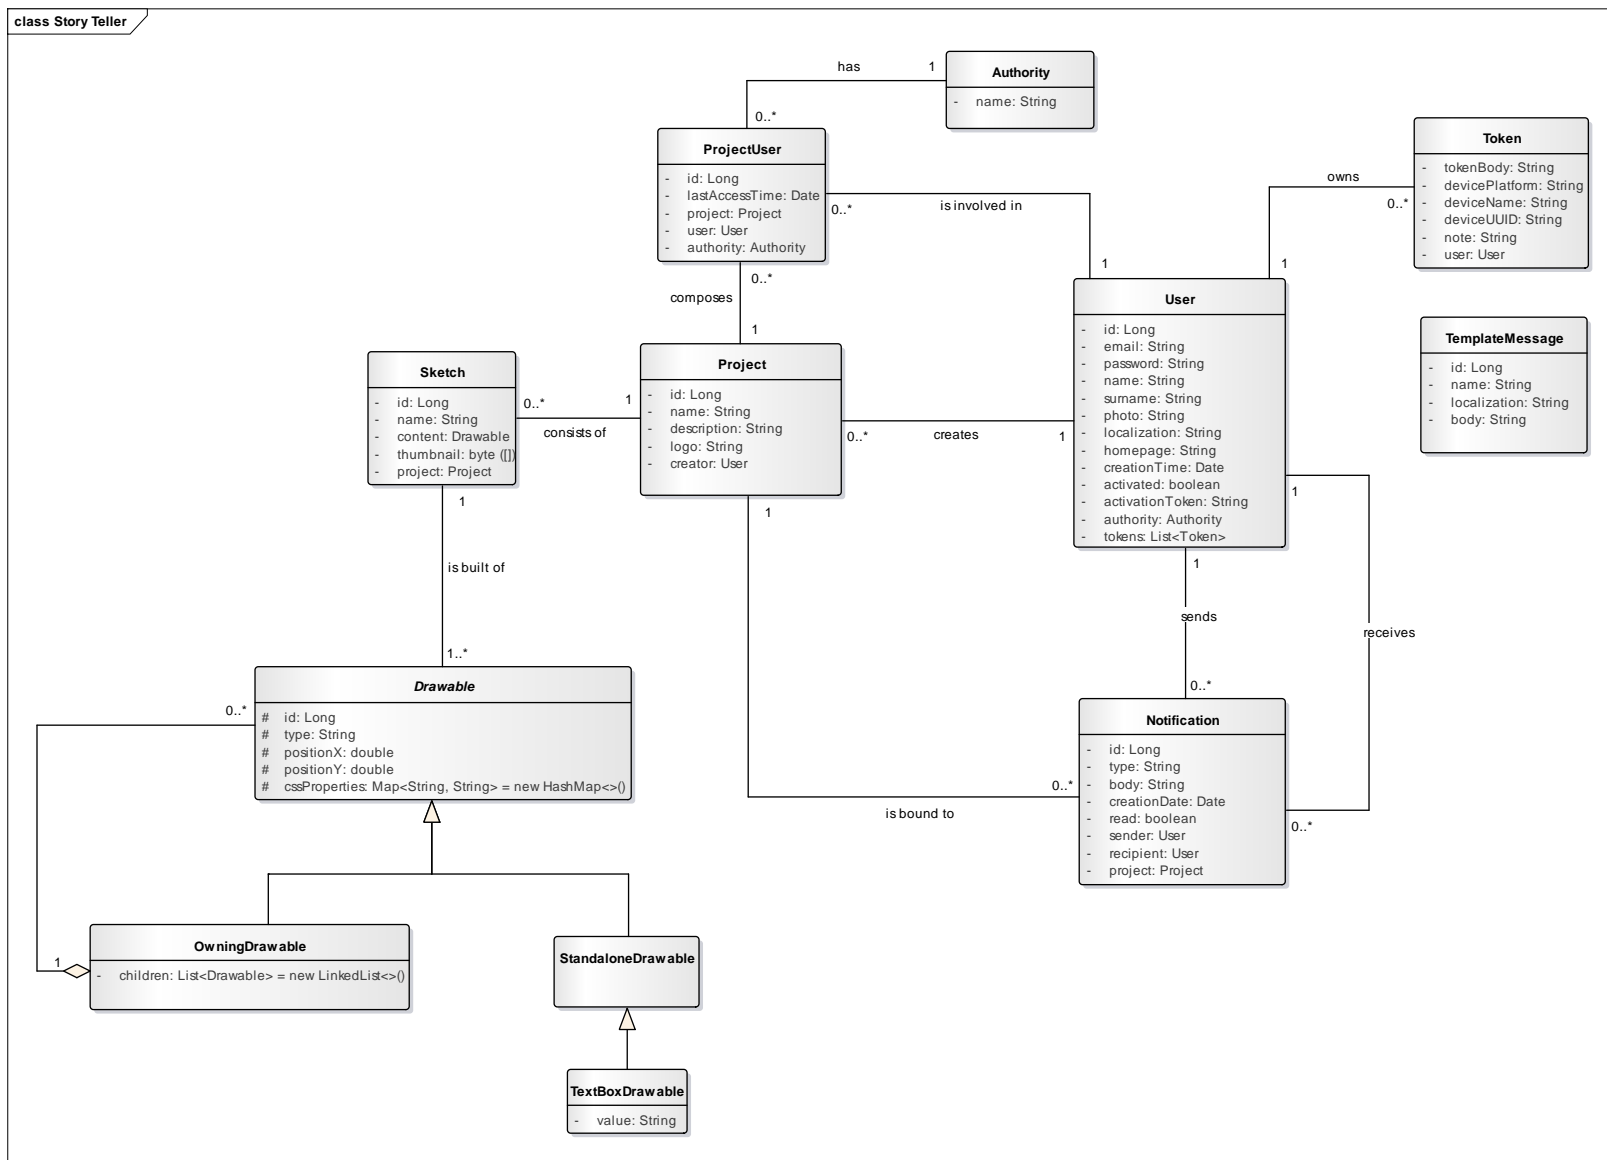 class Story Teller
has
1
Authority
- name: String
0..*
ProjectUser
- id: Long
- lastAccessTime: Date
- project: Project
- user: User
- authority: Authority
0..*
is involved in
1
owns
0..*
1
Token
- tokenBody: String
- devicePlatform: String
- deviceName: String
- deviceUUID: String
- note: String
- user: User
0..*
composes
1
User
- id: Long
- email: String
- password: String
- name: String
- surname: String
- photo: String
- localization: String
- homepage: String
- creationTime: Date
- activated: boolean
- activationToken: String
- authority: Authority
- tokens: List<Token>
TemplateMessage
- id: Long
- name: String
- localization: String
- body: String
Sketch
- id: Long
- name: String
- content: Drawable
- thumbnail: byte ([])
- project: Project
0..*
1
consists of
Project
- id: Long
- name: String
- description: String
- logo: String
- creator: User
0..*
creates
1
1
1
1
1
is built of
sends
receives
1..*
0..*
Drawable
# id: Long
# type: String
# positionX: double
# positionY: double
# cssProperties: Map<String, String> = new HashMap<>()
0..*
Notification
- id: Long
- type: String
- body: String
- creationDate: Date
- read: boolean
- sender: User
- recipient: User
- project: Project
0..*
is bound to
0..*
OwningDrawable
- children: List<Drawable> = new LinkedList<>()
1
StandaloneDrawable
TextBoxDrawable
- value: String